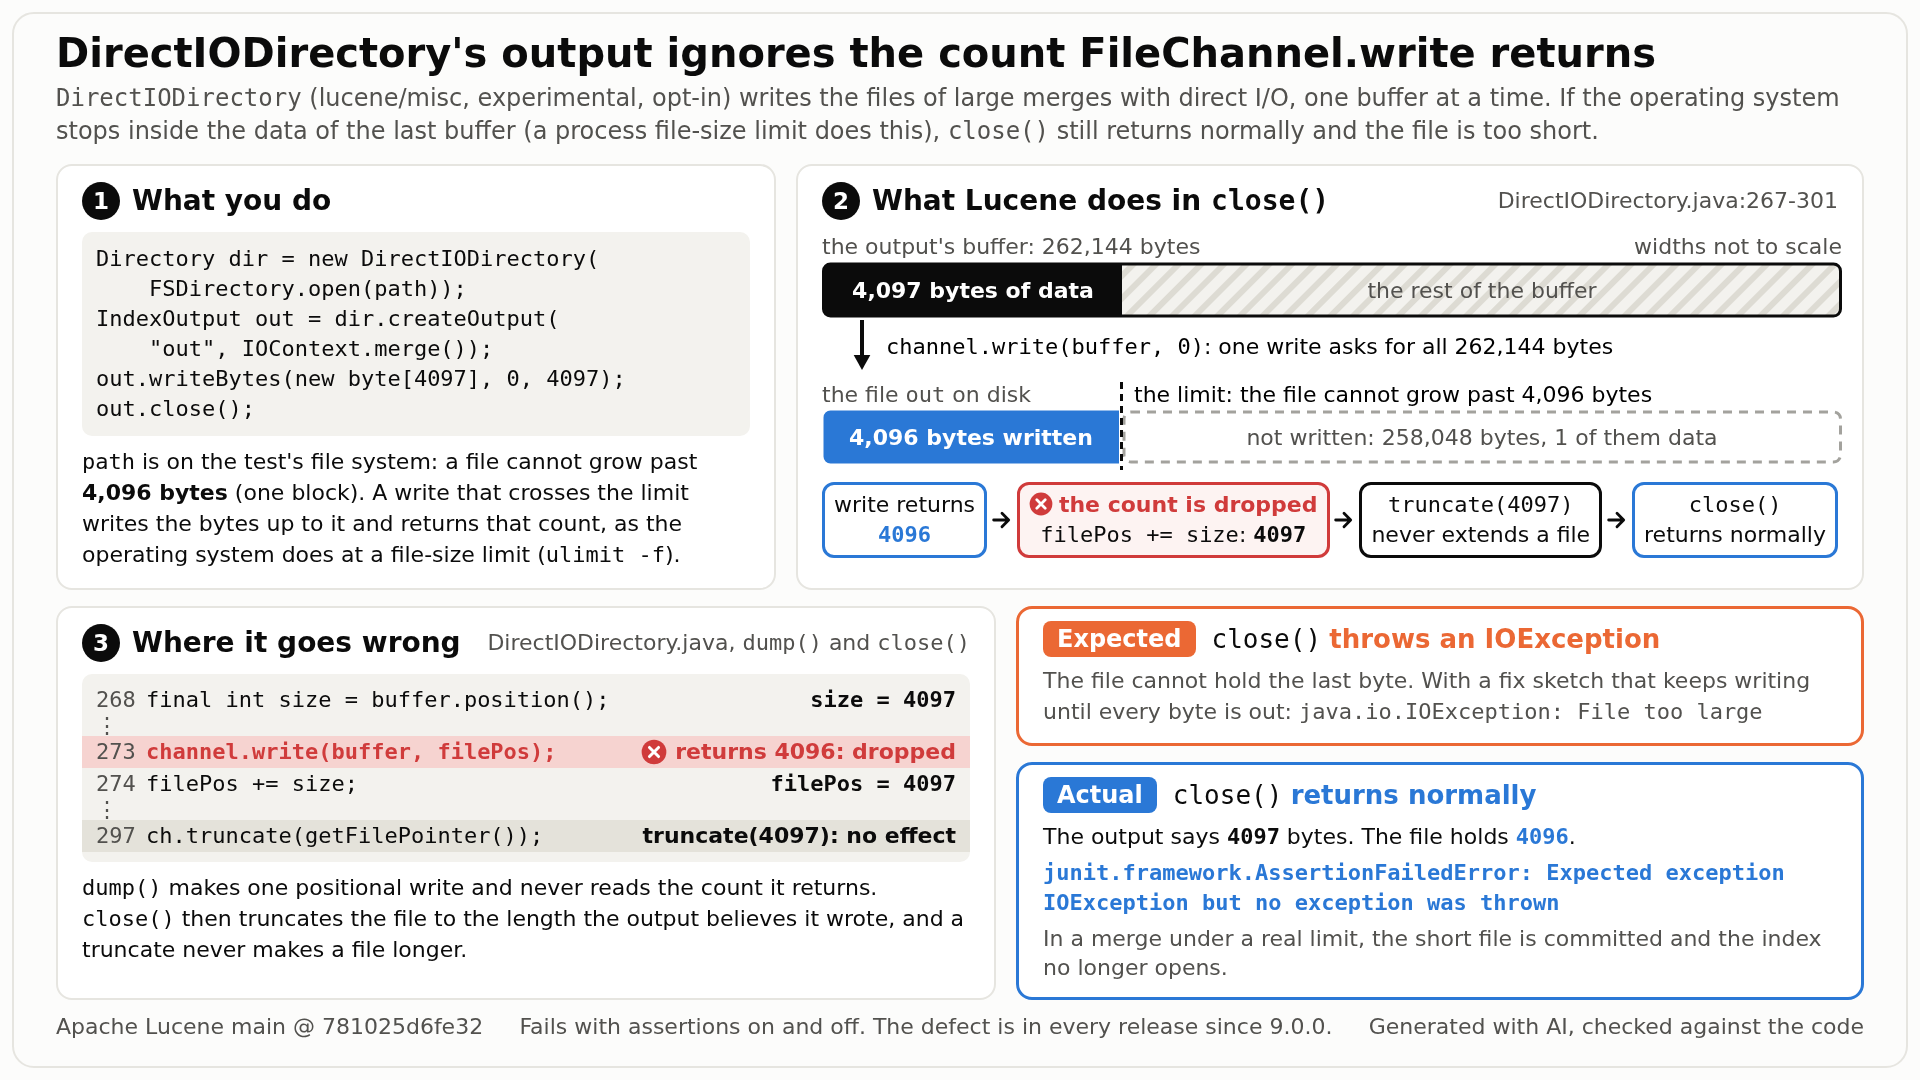 DirectIODirectory's output ignores the count FileChannel.write returns
DirectIODirectory (lucene/misc, experimental, opt-in) writes the files of large merges with direct I/O, one buffer at a time. If the operating system
stops inside the data of the last buffer (a process file-size limit does this), close() still returns normally and the file is too short.
1 What you do
Directory dir = new DirectIODirectory(
    FSDirectory.open(path));
IndexOutput out = dir.createOutput(
    "out", IOContext.merge());
out.writeBytes(new byte[4097], 0, 4097);
out.close();
path is on the test's file system: a file cannot grow past
4,096 bytes (one block). A write that crosses the limit
writes the bytes up to it and returns that count, as the
operating system does at a file-size limit (ulimit -f).
2 What Lucene does in close() DirectIODirectory.java:267-301
the output's buffer: 262,144 bytes widths not to scale
4,097 bytes of data the rest of the buffer
channel.write(buffer, 0): one write asks for all 262,144 bytes
the file out on disk the limit: the file cannot grow past 4,096 bytes
4,096 bytes written not written: 258,048 bytes, 1 of them data
write returns
4096
the count is dropped
filePos += size: 4097
truncate(4097)
never extends a file
close()
returns normally
3 Where it goes wrong DirectIODirectory.java, dump() and close()
268 final int size = buffer.position(); size = 4097
⋮
273 channel.write(buffer, filePos); returns 4096: dropped
274 filePos += size; filePos = 4097
⋮
297 ch.truncate(getFilePointer()); truncate(4097): no effect
dump() makes one positional write and never reads the count it returns.
close() then truncates the file to the length the output believes it wrote, and a
truncate never makes a file longer.
Expected close() throws an IOException
The file cannot hold the last byte. With a fix sketch that keeps writing
until every byte is out: java.io.IOException: File too large
Actual close() returns normally
The output says 4097 bytes. The file holds 4096.
junit.framework.AssertionFailedError: Expected exception
IOException but no exception was thrown
In a merge under a real limit, the short file is committed and the index
no longer opens.
Apache Lucene main @ 781025d6fe32 Fails with assertions on and off. The defect is in every release since 9.0.0. Generated with AI, checked against the code